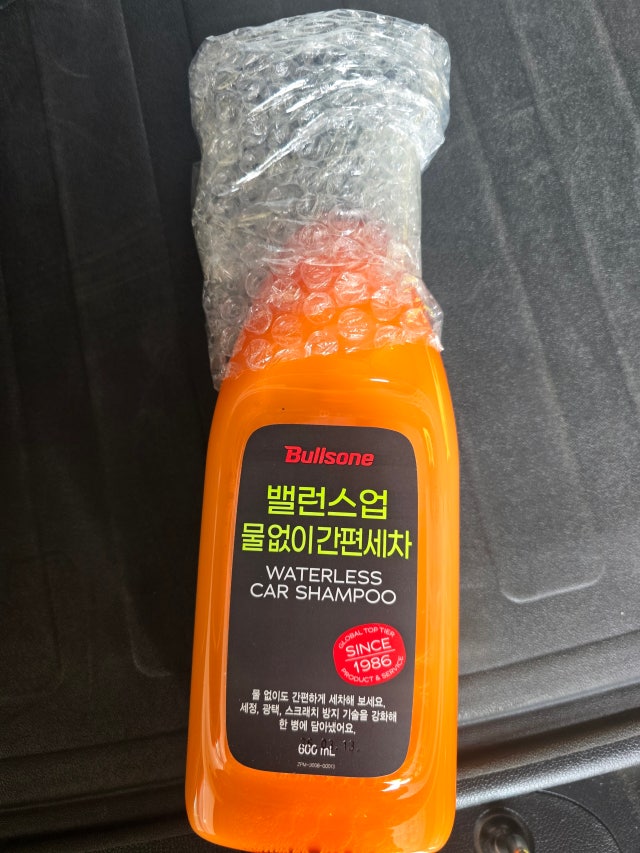 Bullsone
밸런스업
물 없이 간편세차
WATERLESS
CAR SHAMPOO
GLOBAL TOP TIER
SINCE
1986
PRODUCT & SERVICE
물 없이도 간편하게 세차해 보세요.
세정, 광택, 스크래치 방지 기술을 강화해
한 병에 담아냈어요.
600 mL